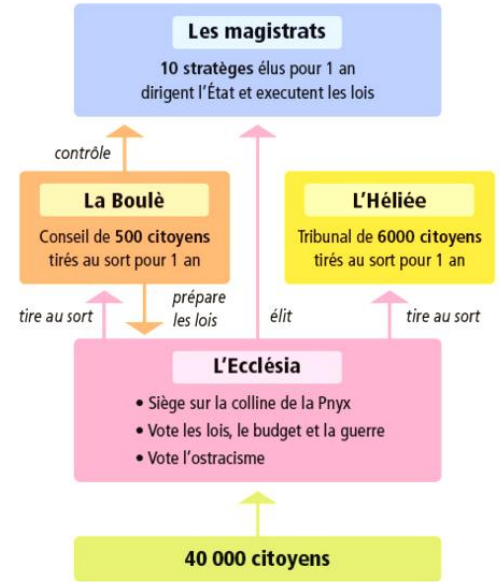 Les magistrats
10 stratèges élus pour 1 an
dirigent l'État et executent les lois
contrôle
La Boulè
Conseil de 500 citoyens
tirés au sort pour 1 an
L'Héliée
Tribunal de 6000 citoyens
tirés au sort pour 1 an
tire au sort
prépare
les lois
élit
tire au sort
L'Ecclésia
• Siège sur la colline de la Pnyx
• Vote les lois, le budget et la guerre
• Vote l'ostracisme
40 000 citoyens